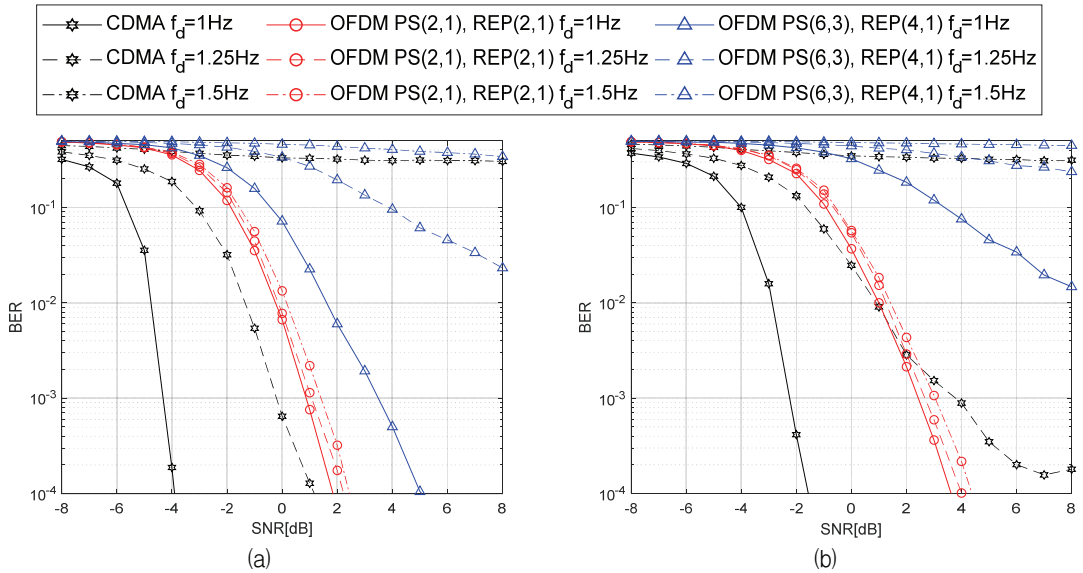 CDMA f_d=1Hz
OFDM PS(2,1), REP(2,1) f_d=1Hz
OFDM PS(6,3), REP(4,1) f_d=1Hz
CDMA f_d=1.25Hz
OFDM PS(2,1), REP(2,1) f_d=1.25Hz
OFDM PS(6,3), REP(4,1) f_d=1.25Hz
CDMA f_d=1.5Hz
OFDM PS(2,1), REP(2,1) f_d=1.5Hz
OFDM PS(6,3), REP(4,1) f_d=1.5Hz
BER
10^-1
10^-2
10^-3
10^-4
-8 -6 -4 -2 0 2 4 6 8
SNR[dB]
(a)
BER
10^-1
10^-2
10^-3
10^-4
-8 -6 -4 -2 0 2 4 6 8
SNR[dB]
(b)